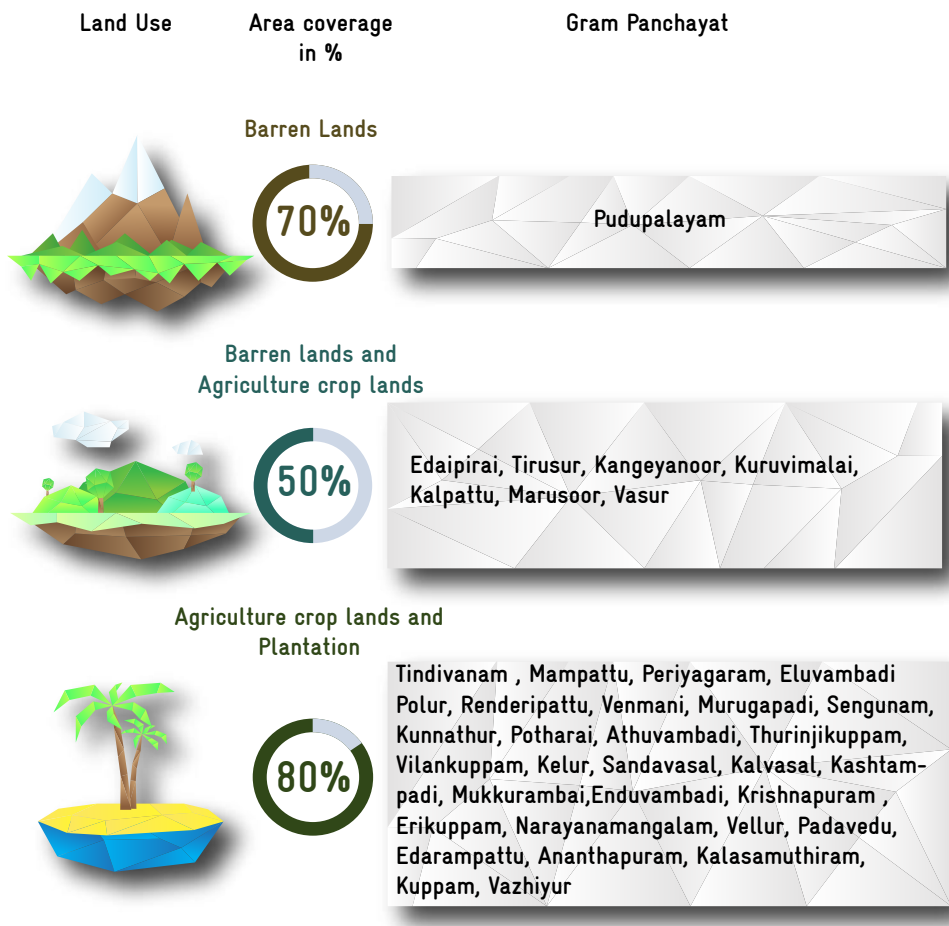 Land Use
Area coverage
in %
Gram Panchayat
Barren Lands
70%
Pudupalayam
Barren lands and
Agriculture crop lands
50%
Edaipirai, Tirusur, Kangeyanoor, Kuruvimalai,
Kalpattu, Marusoor, Vasur
Agriculture crop lands and
Plantation
80%
Tindivanam , Mampattu, Periyagaram, Eluvambadi
Polur, Renderipattu, Venmani, Murugapadi, Sengunam,
Kunnathur, Potharai, Athuvambadi, Thurinjikuppam,
Vilankuppam, Kelur, Sandavasal, Kalvasal, Kashtam-
padi, Mukkurambai,Enduvambadi, Krishnapuram ,
Erikuppam, Narayanamangalam, Vellur, Padavedu,
Edarampattu, Ananthapuram, Kalasamuthiram,
Kuppam, Vazhiyur